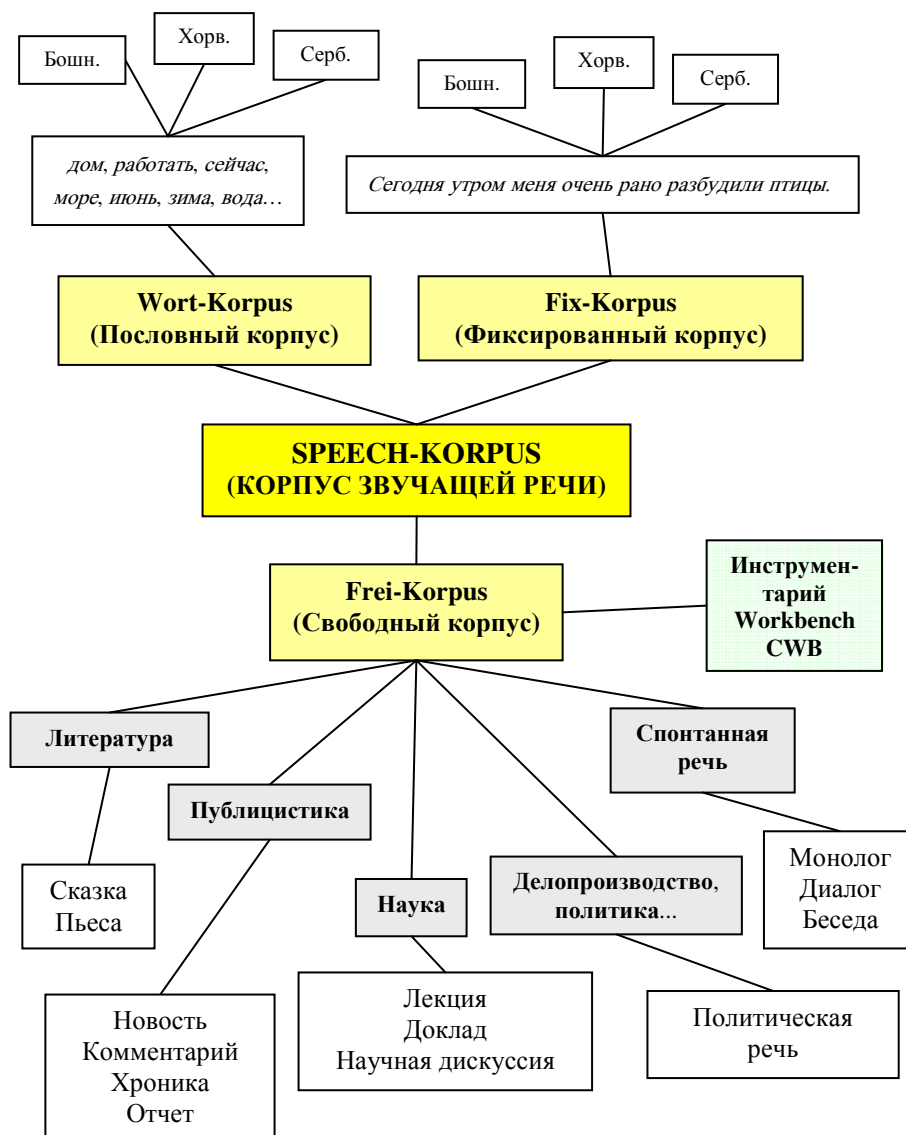 Бошн.
Хорв.
Серб.
Бошн.
Хорв.
Серб.
дом, работать, сейчас,
море, июнь, зима, вода…
Сегодня утром меня очень рано разбудили птицы.
Wort-Korpus
(Пословный корпус)
Fix-Korpus
(Фиксированный корпус)
SPEECH-KORPUS
(КОРПУС ЗВУЧАЩЕЙ РЕЧИ)
Frei-Korpus
(Свободный корпус)
Инструмен-
тарий
Workbench
CWB
Литература
Публицистика
Наука
Делопроизводство,
политика...
Спонтанная
речь
Сказка
Пьеса
Новость
Комментарий
Хроника
Отчет
Лекция
Доклад
Научная дискуссия
Политическая
речь
Монолог
Диалог
Беседа